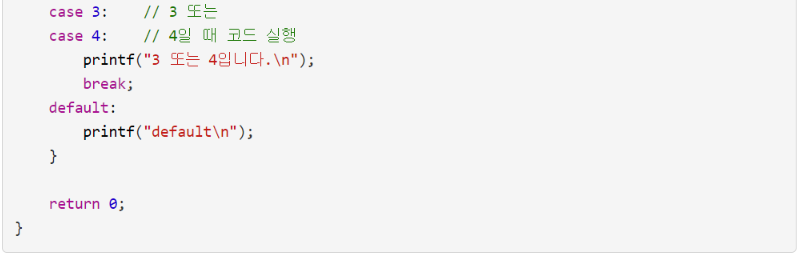 case 3:    // 3 또는
case 4:    // 4일 때 코드 실행
printf("3 또는 4입니다.\n");
break;
default:
printf("default\n");
}
return 0;
}